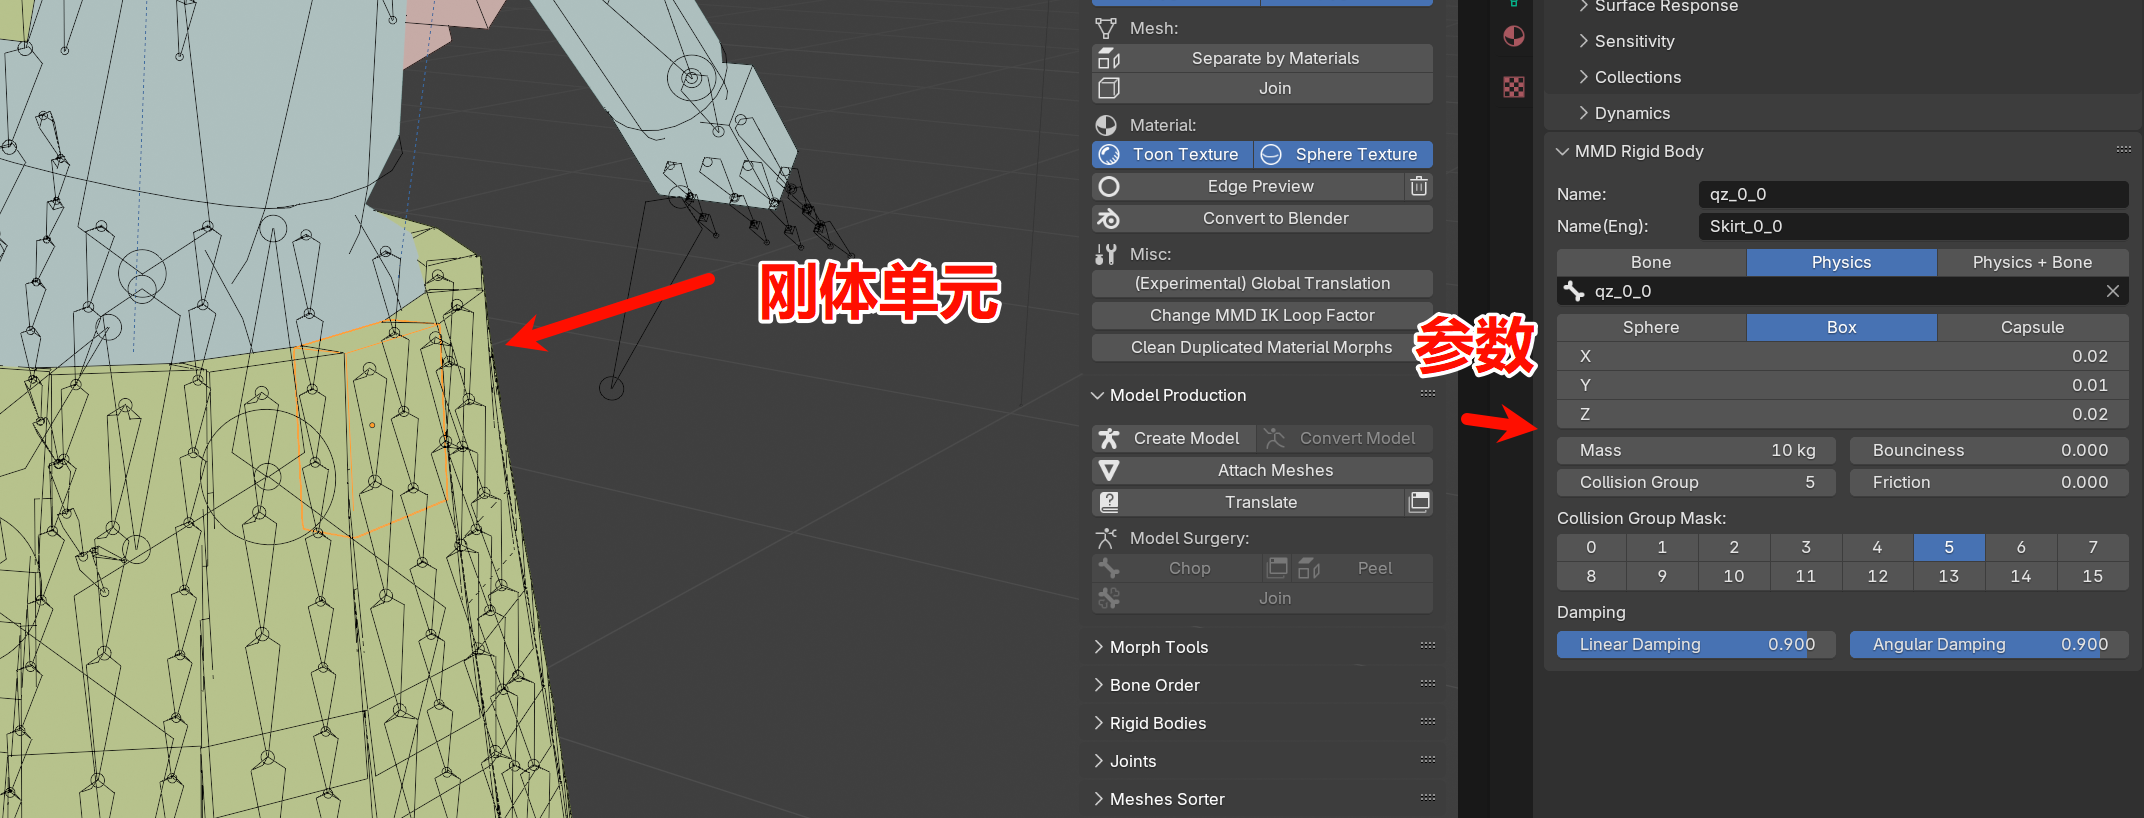 Mesh:
Separate by Materials
Join
Material:
Toon Texture
Sphere Texture
Edge Preview
Convert to Blender
Misc:
(Experimental) Global Translation
Change MMD IK Loop Factor
Clean Duplicated Material Morphs
刚体单元
参数
Model Production
Create Model
Convert Model
Attach Meshes
Translate
Model Surgery:
Chop
Peel
Join
Morph Tools
Bone Order
Rigid Bodies
Joints
Meshes Sorter
Surface Response
Sensitivity
Collections
Dynamics
MMD Rigid Body
Name: qz_0_0
Name(Eng): Skirt_0_0
Bone Physics Physics + Bone
qz_0_0
Sphere Box Capsule
X 0.02
Y 0.01
Z 0.02
Mass 10 kg Bounciness 0.000
Collision Group 5 Friction 0.000
Collision Group Mask:
0 1 2 3 4 5 6 7
8 9 10 11 12 13 14 15
Damping
Linear Damping 0.900 Angular Damping 0.900